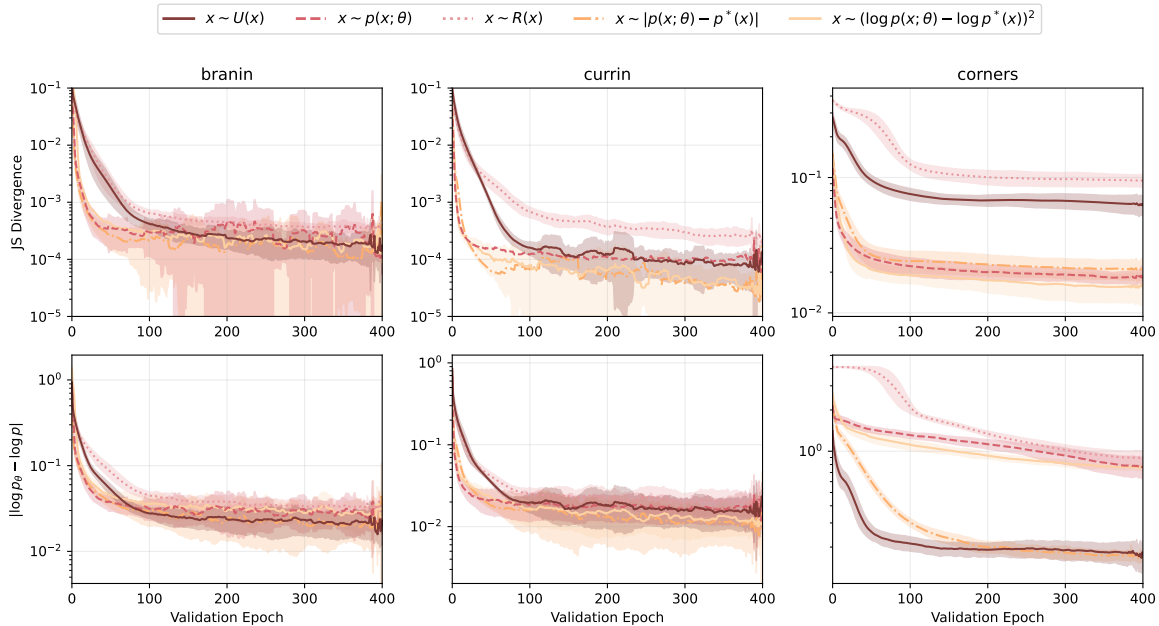 x ~ U(x) x ~ p(x; θ) x ~ R(x) x ~ |p(x; θ) − p*(x)| x ~ (log p(x; θ) − log p*(x))²
branin
currin
corners
JS Divergence
10⁻¹
10⁻²
10⁻³
10⁻⁴
10⁻⁵
0 100 200 300 400
10⁻¹
10⁻²
10⁻³
10⁻⁴
10⁻⁵
0 100 200 300 400
10⁻¹
10⁻²
0 100 200 300 400
|log pθ − log p|
10⁰
10⁻¹
10⁻²
0 100 200 300 400
Validation Epoch
10⁰
10⁻¹
10⁻²
0 100 200 300 400
Validation Epoch
10⁰
0 100 200 300 400
Validation Epoch